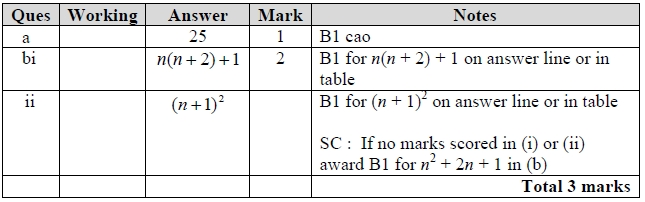 Ques Working Answer Mark Notes
a 25 1 B1 cao
bi n(n + 2) + 1 2 B1 for n(n + 2) + 1 on answer line or in
table
ii (n + 1)² B1 for (n + 1)² on answer line or in table
SC : If no marks scored in (i) or (ii)
award B1 for n² + 2n + 1 in (b)
Total 3 marks